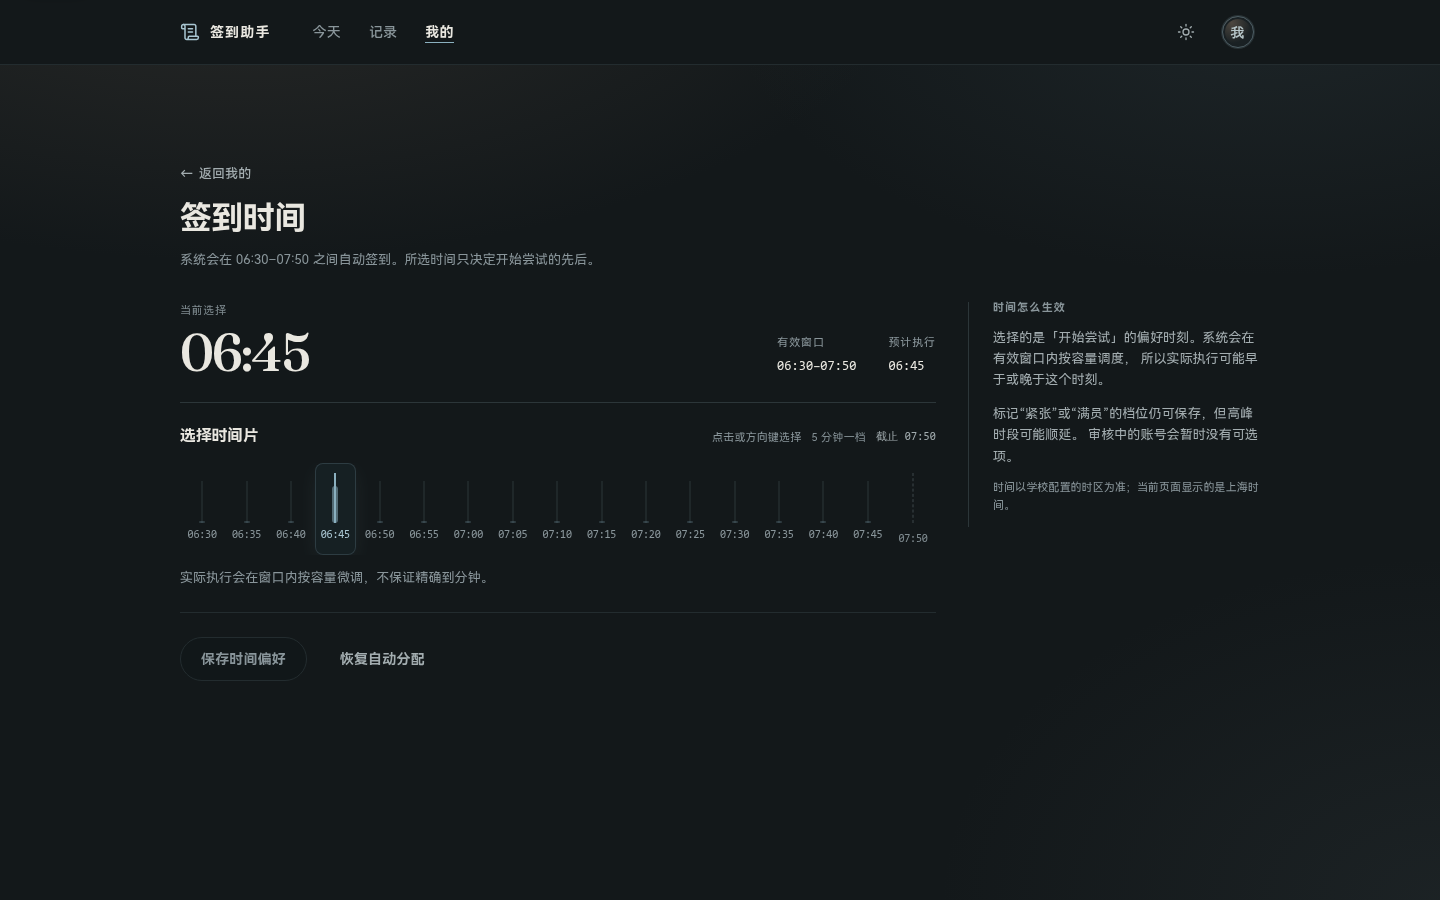 签到助手 今天 记录 我的 我
← 返回我的
签到时间
系统会在 06:30–07:50 之间自动签到。所选时间只决定开始尝试的先后。
当前选择
06:45
有效窗口 预计执行
06:30–07:50 06:45
选择时间片
点击或方向键选择 5 分钟一档 截止 07:50
06:30 06:35 06:40 06:45 06:50 06:55 07:00 07:05 07:10 07:15 07:20 07:25 07:30 07:35 07:40 07:45 07:50
实际执行会在窗口内按容量微调，不保证精确到分钟。
保存时间偏好 恢复自动分配
时间怎么生效
选择的是「开始尝试」的偏好时刻。系统会在
有效窗口内按容量调度， 所以实际执行可能早
于或晚于这个时刻。
标记“紧张”或“满员”的档位仍可保存，但高峰
时段可能顺延。 审核中的账号会暂时没有可选
项。
时间以学校配置的时区为准；当前页面显示的是上海时
间。